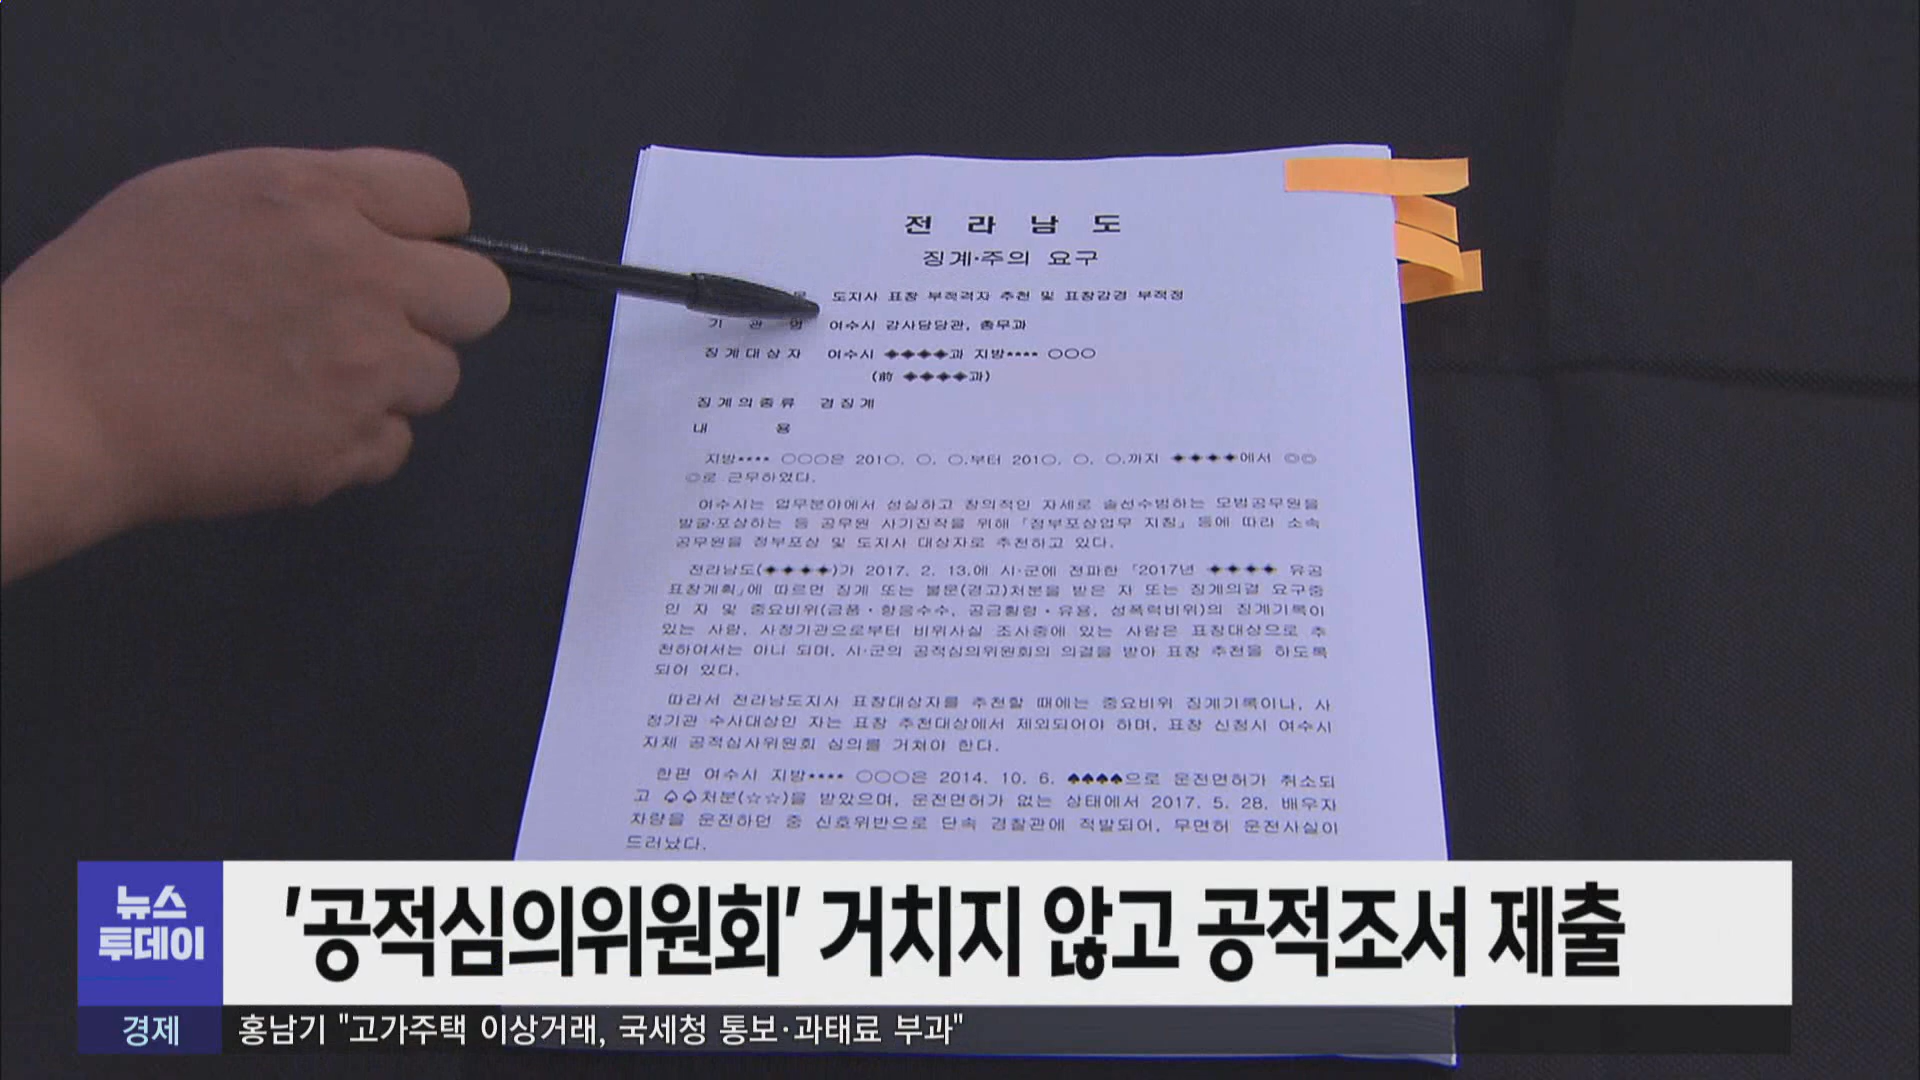 전 라 남 도
징계·주의 요구
도지사 표창 부적격자 추천 및 표창감경 부적정
기 관 명 여수시 감사담당관, 총무과
징계대상자 여수시 ◆◆◆◆과 지방**** ○○○
(前 ◆◆◆◆과)
징계의종류 경징계
내 용
지방**** ○○○은 201○. ○. ○.부터 201○. ○. ○.까지 ◆◆◆◆에서 ◎◎
◎로 근무하였다.
여수시는 업무분야에서 성실하고 창의적인 자세로 솔선수범하는 모범공무원을
발굴·포상하는 등 공무원 사기진작을 위해 「정부포상업무 지침」 등에 따라 소속
공무원을 정부포상 및 도지사 대상자로 추천하고 있다.
전라남도(◆◆◆◆)가 2017. 2. 13.에 시·군에 전파한 「2017년 ◆◆◆◆ 유공
표창계획」에 따르면 징계 또는 불문(경고)처분을 받은 자 또는 징계의결 요구중
인 자 및 중요비위(금품·향응수수, 공금횡령·유용, 성폭력비위)의 징계기록이
있는 사람, 사정기관으로부터 비위사실 조사중에 있는 사람은 표창대상으로 추
천하여서는 아니 되며, 시·군의 공적심의위원회의 의결을 받아 표창 추천을 하도록
되어 있다.
따라서 전라남도지사 표창대상자를 추천할 때에는 중요비위 징계기록이나, 사
정기관 수사대상인 자는 표창 추천대상에서 제외되어야 하며, 표창 신청시 여수시
자체 공적심사위원회 심의를 거쳐야 한다.
한편 여수시 지방**** ○○○은 2014. 10. 6. ♠♠♠♠으로 운전면허가 취소되
고 ♤♤처분(☆☆)을 받았으며, 운전면허가 없는 상태에서 2017. 5. 28. 배우자
차량을 운전하던 중 신호위반으로 단속 경찰관에 적발되어, 무면허 운전사실이
드러났다.
뉴스
투데이
'공적심의위원회' 거치지 않고 공적조서 제출
경제 홍남기 "고가주택 이상거래, 국세청 통보·과태료 부과"